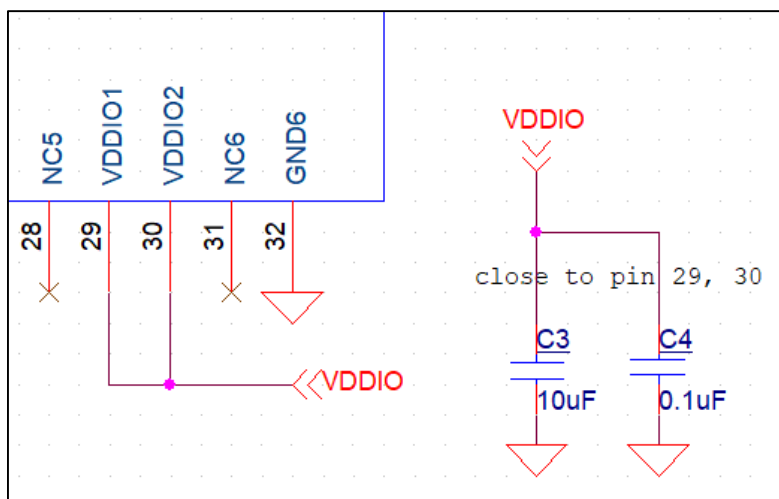 NC5
VDDIO1
VDDIO2
NC6
GND6
28
29
30
31
32
VDDIO
VDDIO
close to pin 29, 30
C3
10uF
C4
0.1uF